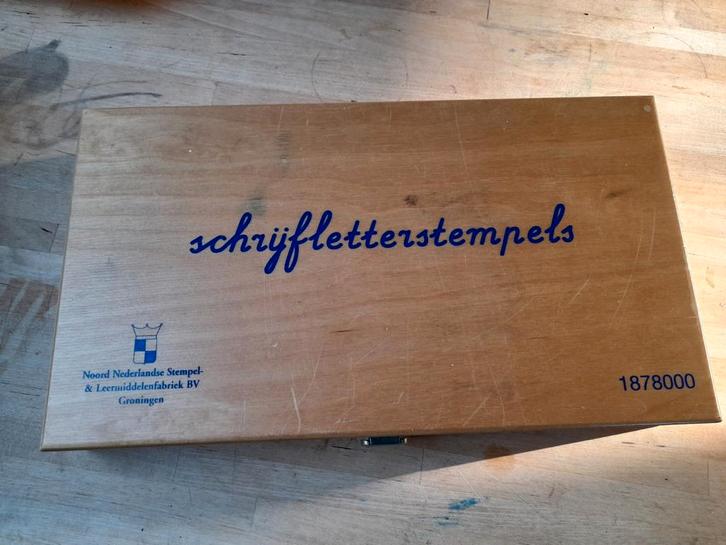 schrijfletterstempels
Noord Nederlandse Stempel-
& Leermiddelenfabriek BV
Groningen
1878000